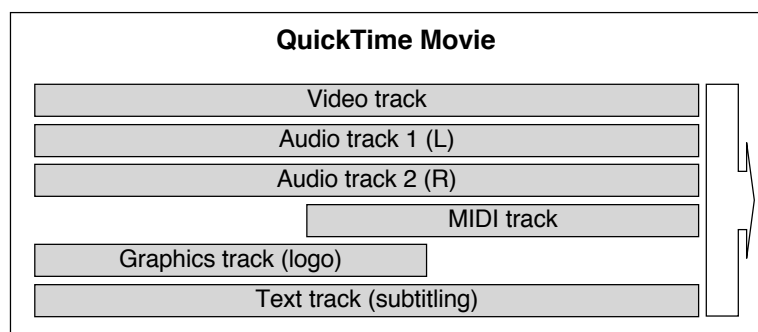 QuickTime Movie
Video track
Audio track 1 (L)
Audio track 2 (R)
MIDI track
Graphics track (logo)
Text track (subtitling)